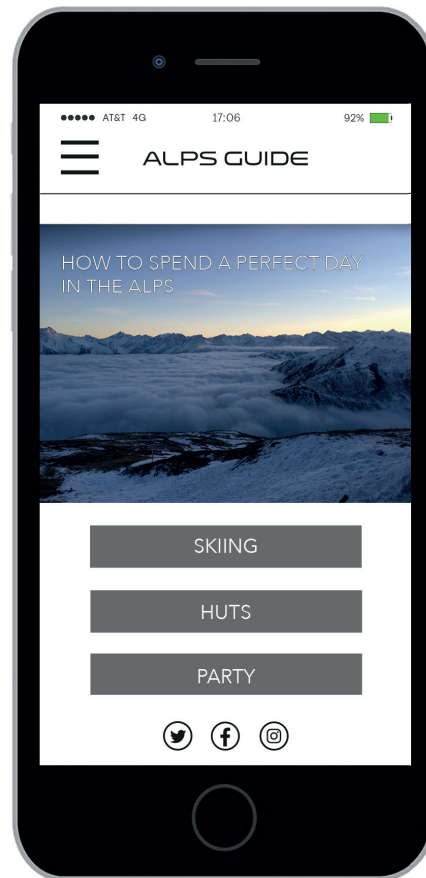 AT&T 4G 17:06 92%
ALPS GUIDE
HOW TO SPEND A PERFECT DAY
IN THE ALPS
SKIING
HUTS
PARTY